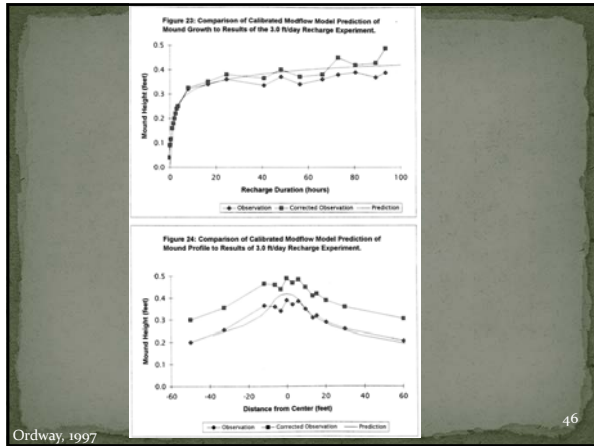 Figure 23: Comparison of Calibrated Modflow Model Prediction of
Mound Growth to Results of the 3.0 ft/day Recharge Experiment.
0.5
0.4
0.3
0.2
0.1
0.0
Mound Height (feet)
0 20 40 60 80 100
Recharge Duration (hours)
Observation Corrected Observation Prediction
Figure 24: Comparison of Calibrated Modflow Model Prediction of
Mound Profile to Results of 3.0 ft/day Recharge Experiment.
0.5
0.4
0.3
0.2
0.1
0.0
Mound Height (feet)
-60 -40 -20 0 20 40 60
Distance from Center (feet)
Observation Corrected Observation Prediction
Ordway, 1997
46